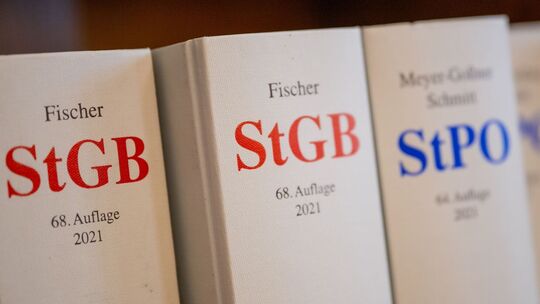 Fischer
StGB
68. Auflage
2021
Fischer
StGB
68. Auflage
2021
Meyer-Goßner
Schmitt
StPO
64. Auflage
2021